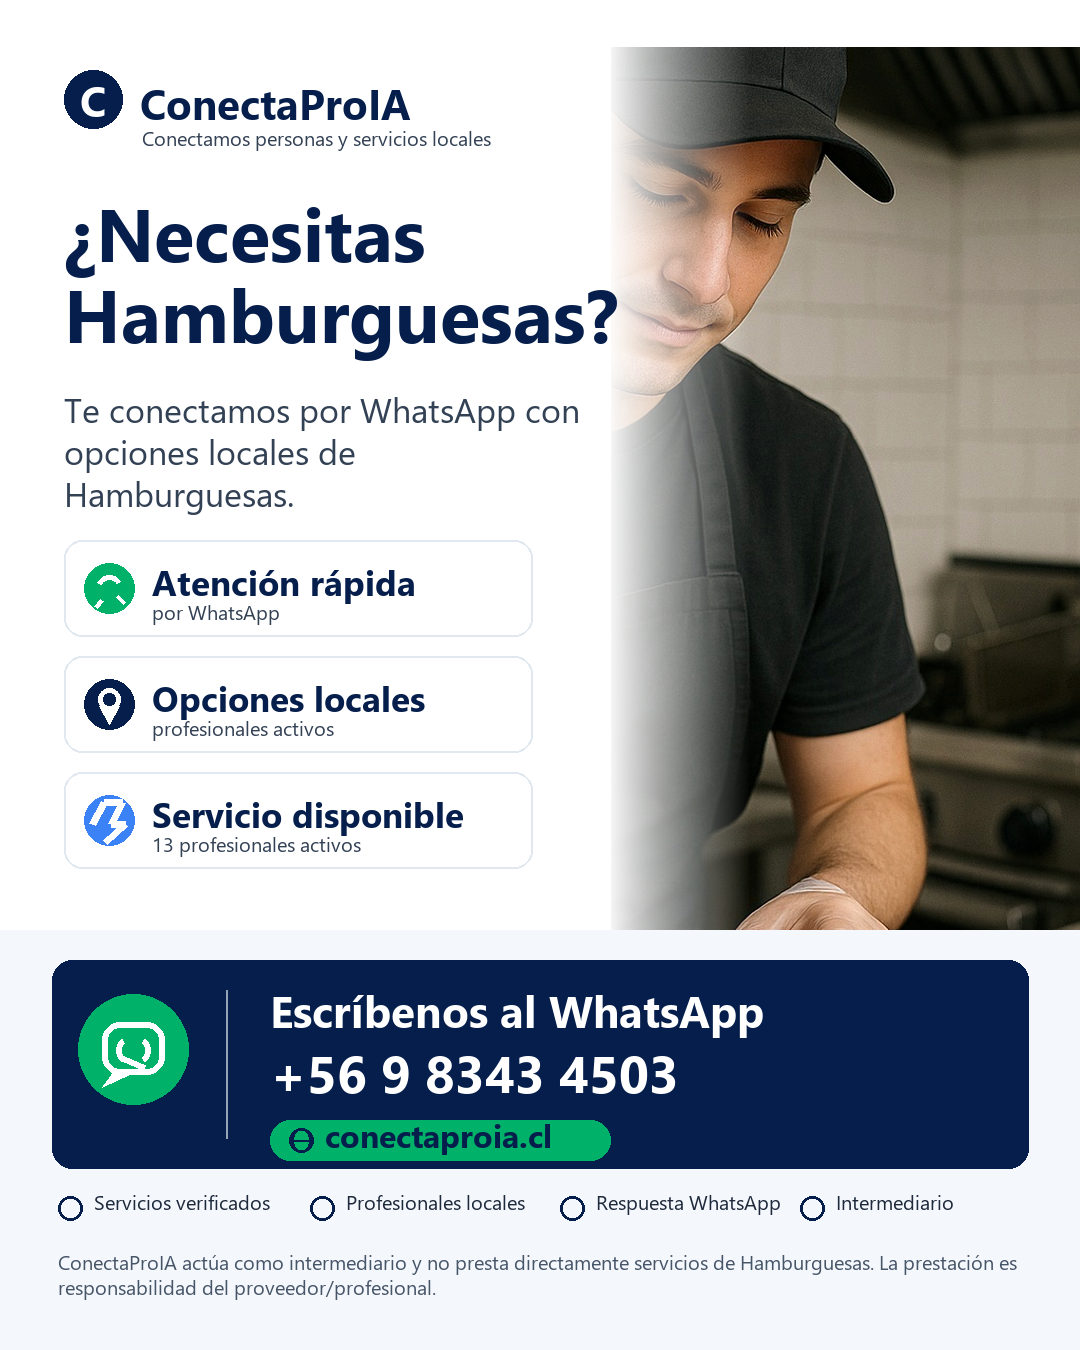 C ConectaProIA
Conectamos personas y servicios locales
¿Necesitas
Hamburguesas?
Te conectamos por WhatsApp con
opciones locales de
Hamburguesas.
Atención rápida
por WhatsApp
Opciones locales
profesionales activos
Servicio disponible
13 profesionales activos
Escríbenos al WhatsApp
+56 9 8343 4503
conectaproia.cl
Servicios verificados Profesionales locales Respuesta WhatsApp Intermediario
ConectaProIA actúa como intermediario y no presta directamente servicios de Hamburguesas. La prestación es
responsabilidad del proveedor/profesional.